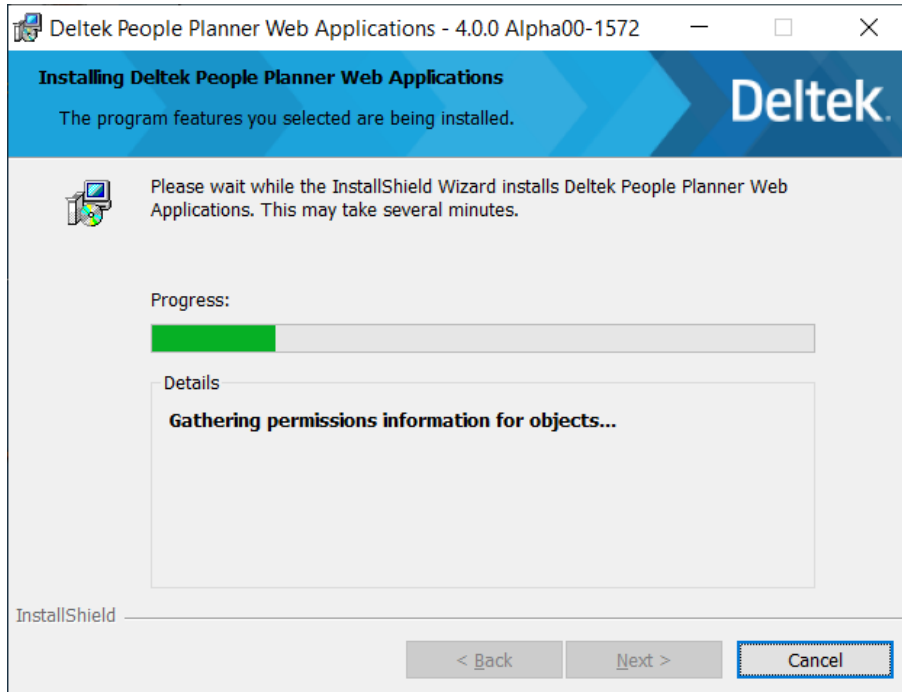 Deltek People Planner Web Applications - 4.0.0 Alpha00-1572
Installing Deltek People Planner Web Applications
The program features you selected are being installed.
Deltek.
Please wait while the InstallShield Wizard installs Deltek People Planner Web
Applications. This may take several minutes.
Progress:
Details
Gathering permissions information for objects...
InstallShield
< Back
Next >
Cancel